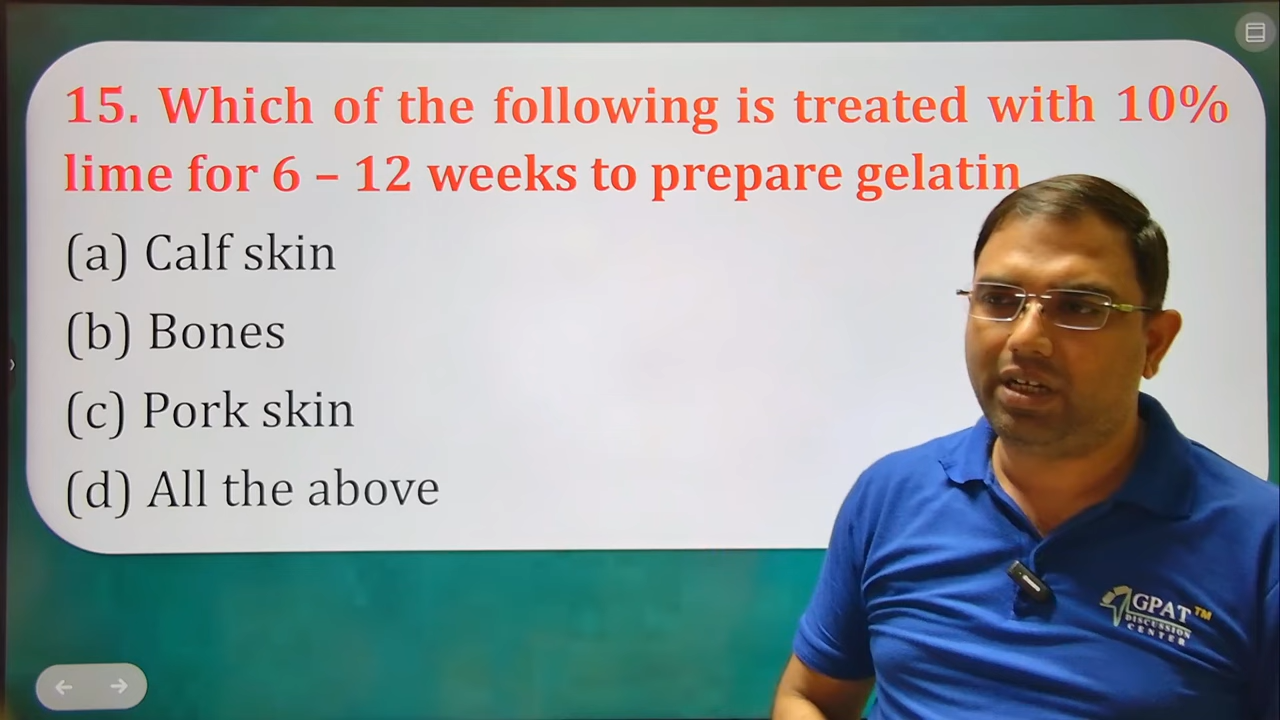 15. Which of the following is treated with 10%
lime for 6 – 12 weeks to prepare gelatin
(a) Calf skin
(b) Bones
(c) Pork skin
(d) All the above
GPAT™
DISCUSSION
CENTER